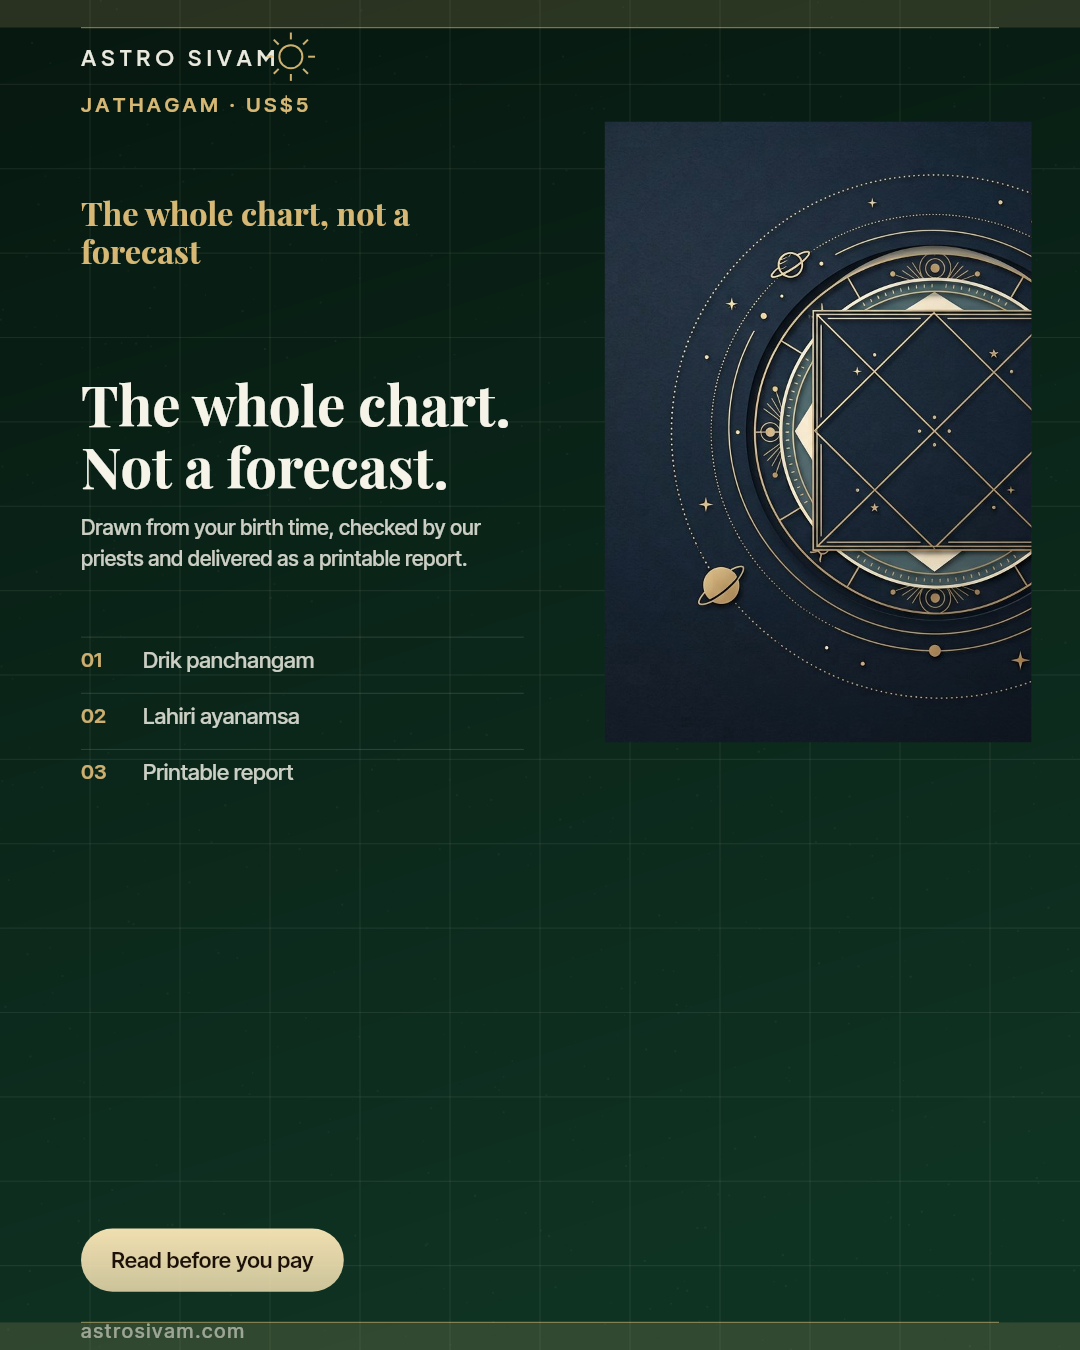 ASTRO SIVAM
JATHAGAM · US$5
The whole chart, not a
forecast
The whole chart.
Not a forecast.
Drawn from your birth time, checked by our
priests and delivered as a printable report.
01 Drik panchangam
02 Lahiri ayanamsa
03 Printable report
Read before you pay
astrosivam.com